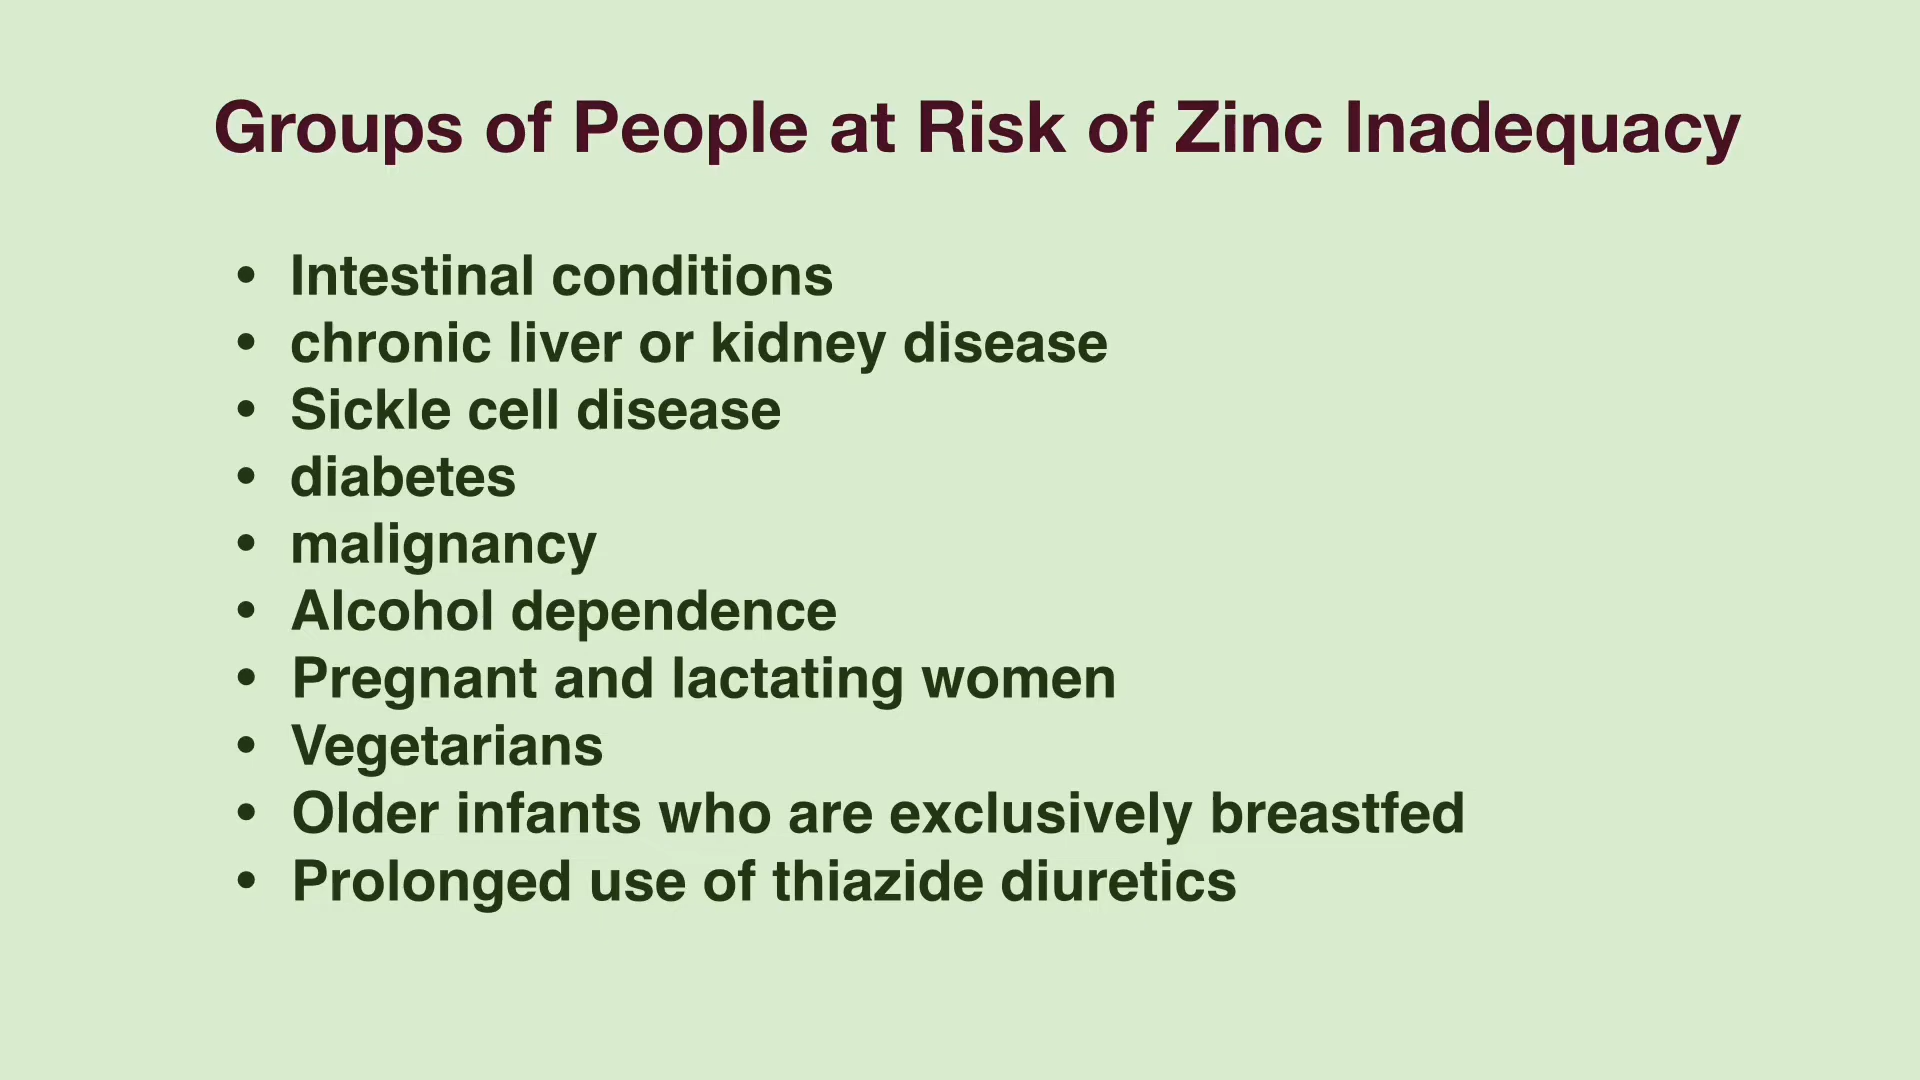 Groups of People at Risk of Zinc Inadequacy
• Intestinal conditions
• chronic liver or kidney disease
• Sickle cell disease
• diabetes
• malignancy
• Alcohol dependence
• Pregnant and lactating women
• Vegetarians
• Older infants who are exclusively breastfed
• Prolonged use of thiazide diuretics